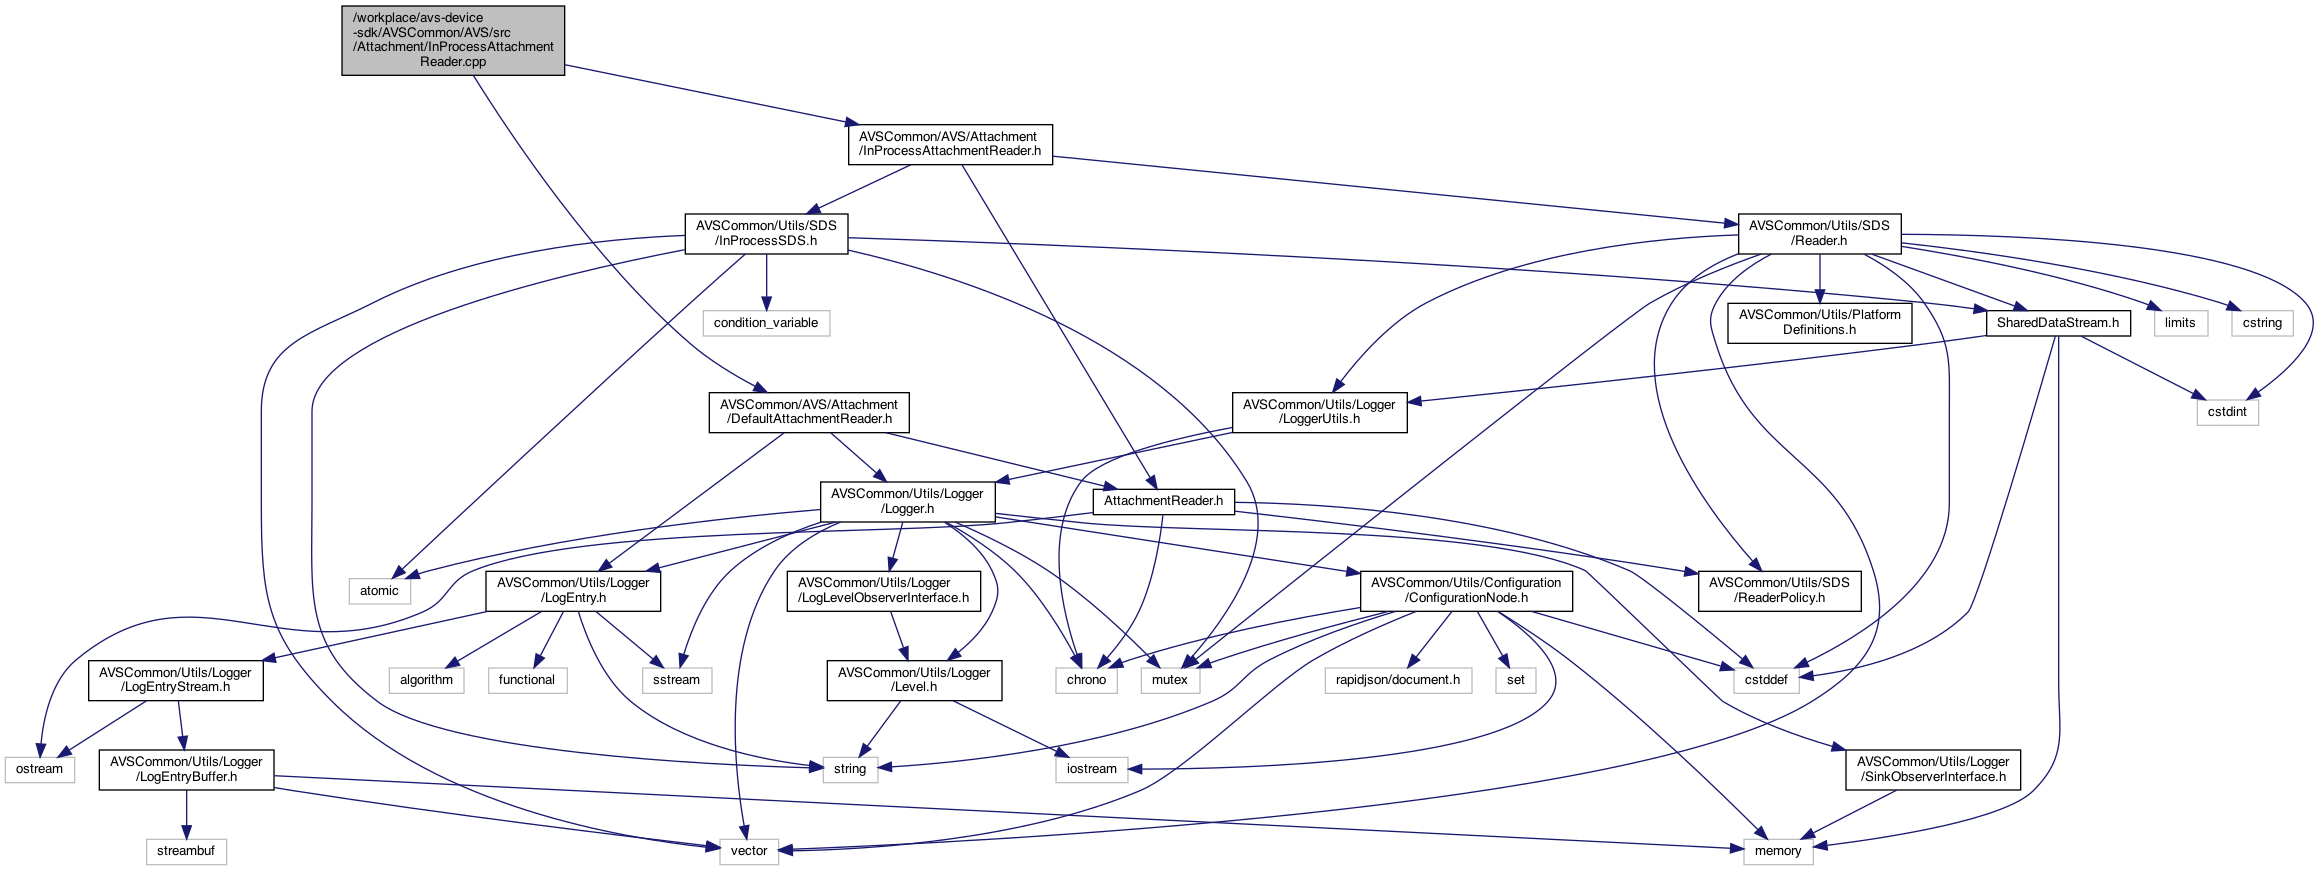 /workplace/avs-device
-sdk/AVSCommon/AVS/src
/Attachment/InProcessAttachment
Reader.cpp
AVSCommon/AVS/Attachment
/InProcessAttachmentReader.h
AVSCommon/Utils/SDS
/InProcessSDS.h
AVSCommon/Utils/SDS
/Reader.h
condition_variable
AVSCommon/Utils/Platform
Definitions.h
SharedDataStream.h
limits
cstring
AVSCommon/AVS/Attachment
/DefaultAttachmentReader.h
AVSCommon/Utils/Logger
/LoggerUtils.h
cstdint
AVSCommon/Utils/Logger
/Logger.h
AttachmentReader.h
atomic
AVSCommon/Utils/Logger
/LogEntry.h
AVSCommon/Utils/Logger
/LogLevelObserverInterface.h
AVSCommon/Utils/Configuration
/ConfigurationNode.h
AVSCommon/Utils/SDS
/ReaderPolicy.h
AVSCommon/Utils/Logger
/LogEntryStream.h
algorithm
functional
sstream
AVSCommon/Utils/Logger
/Level.h
chrono
mutex
rapidjson/document.h
set
cstddef
ostream
AVSCommon/Utils/Logger
/LogEntryBuffer.h
string
iostream
AVSCommon/Utils/Logger
/SinkObserverInterface.h
streambuf
vector
memory